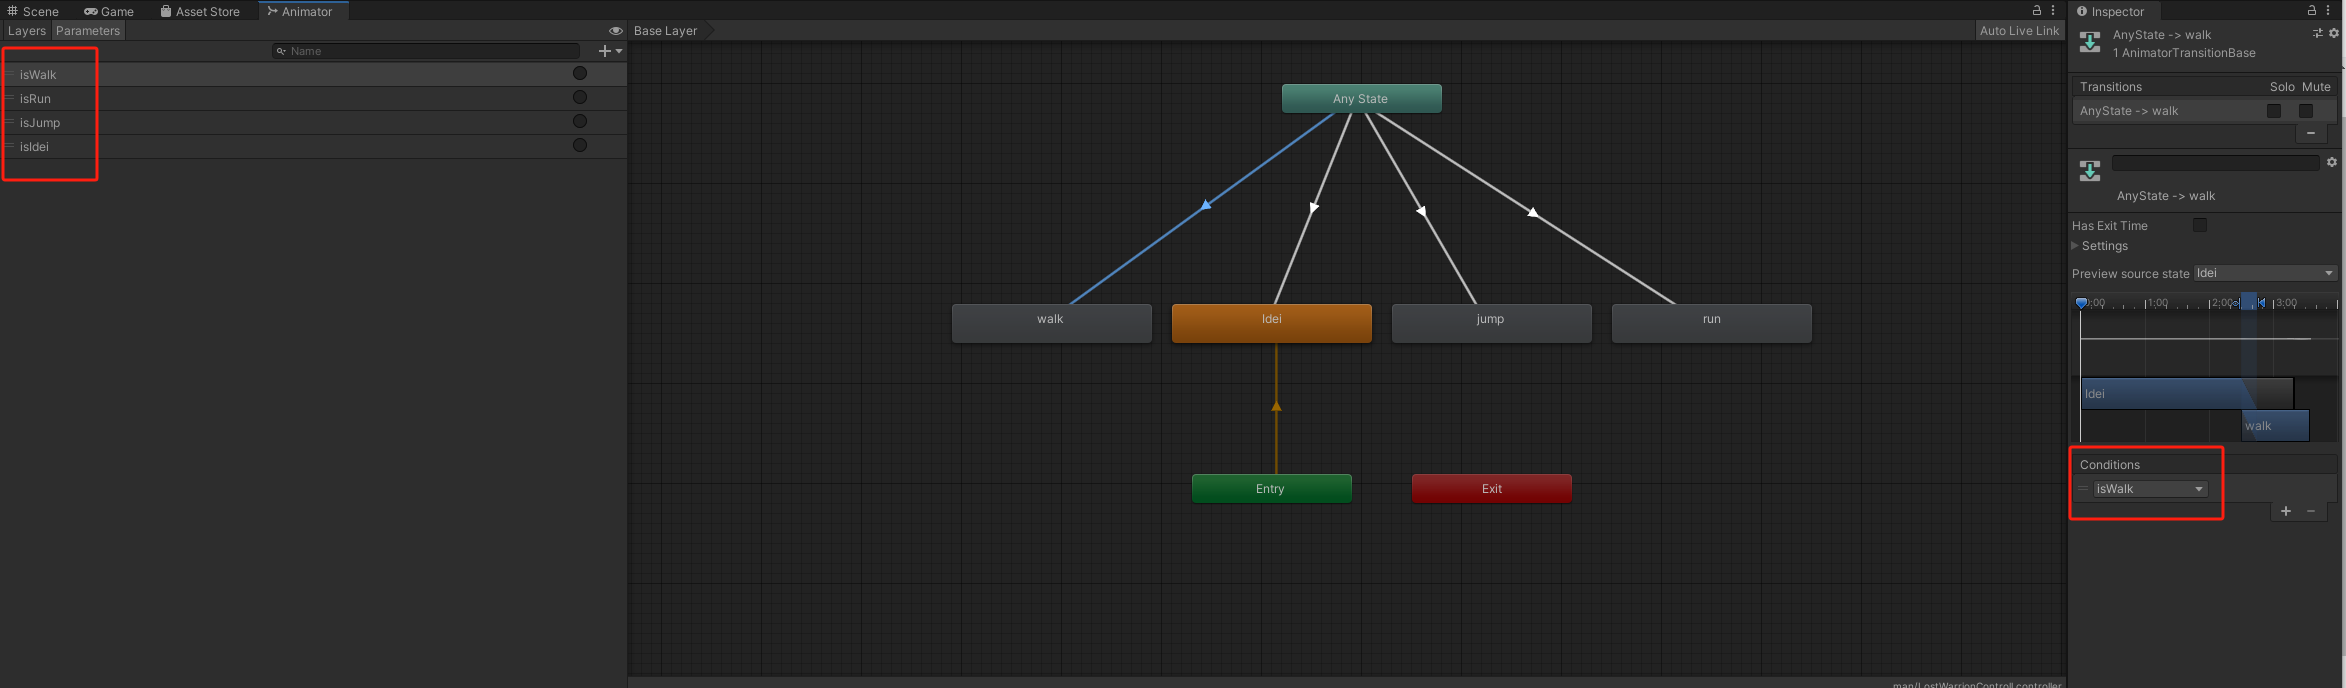 Scene
Game
Asset Store
Animator
Inspector
Layers
Parameters
Base Layer
Auto Live Link
Name
isWalk
isRun
isJump
isIdei
Any State
walk
Idei
jump
run
Entry
Exit
man/LostWarrionControll.controller
AnyState -> walk
1 AnimatorTransitionBase
Transitions Solo Mute
AnyState -> walk
AnyState -> walk
Has Exit Time
Settings
Preview source state Idei
1:00 2:00 3:00
Idei
walk
Conditions
isWalk